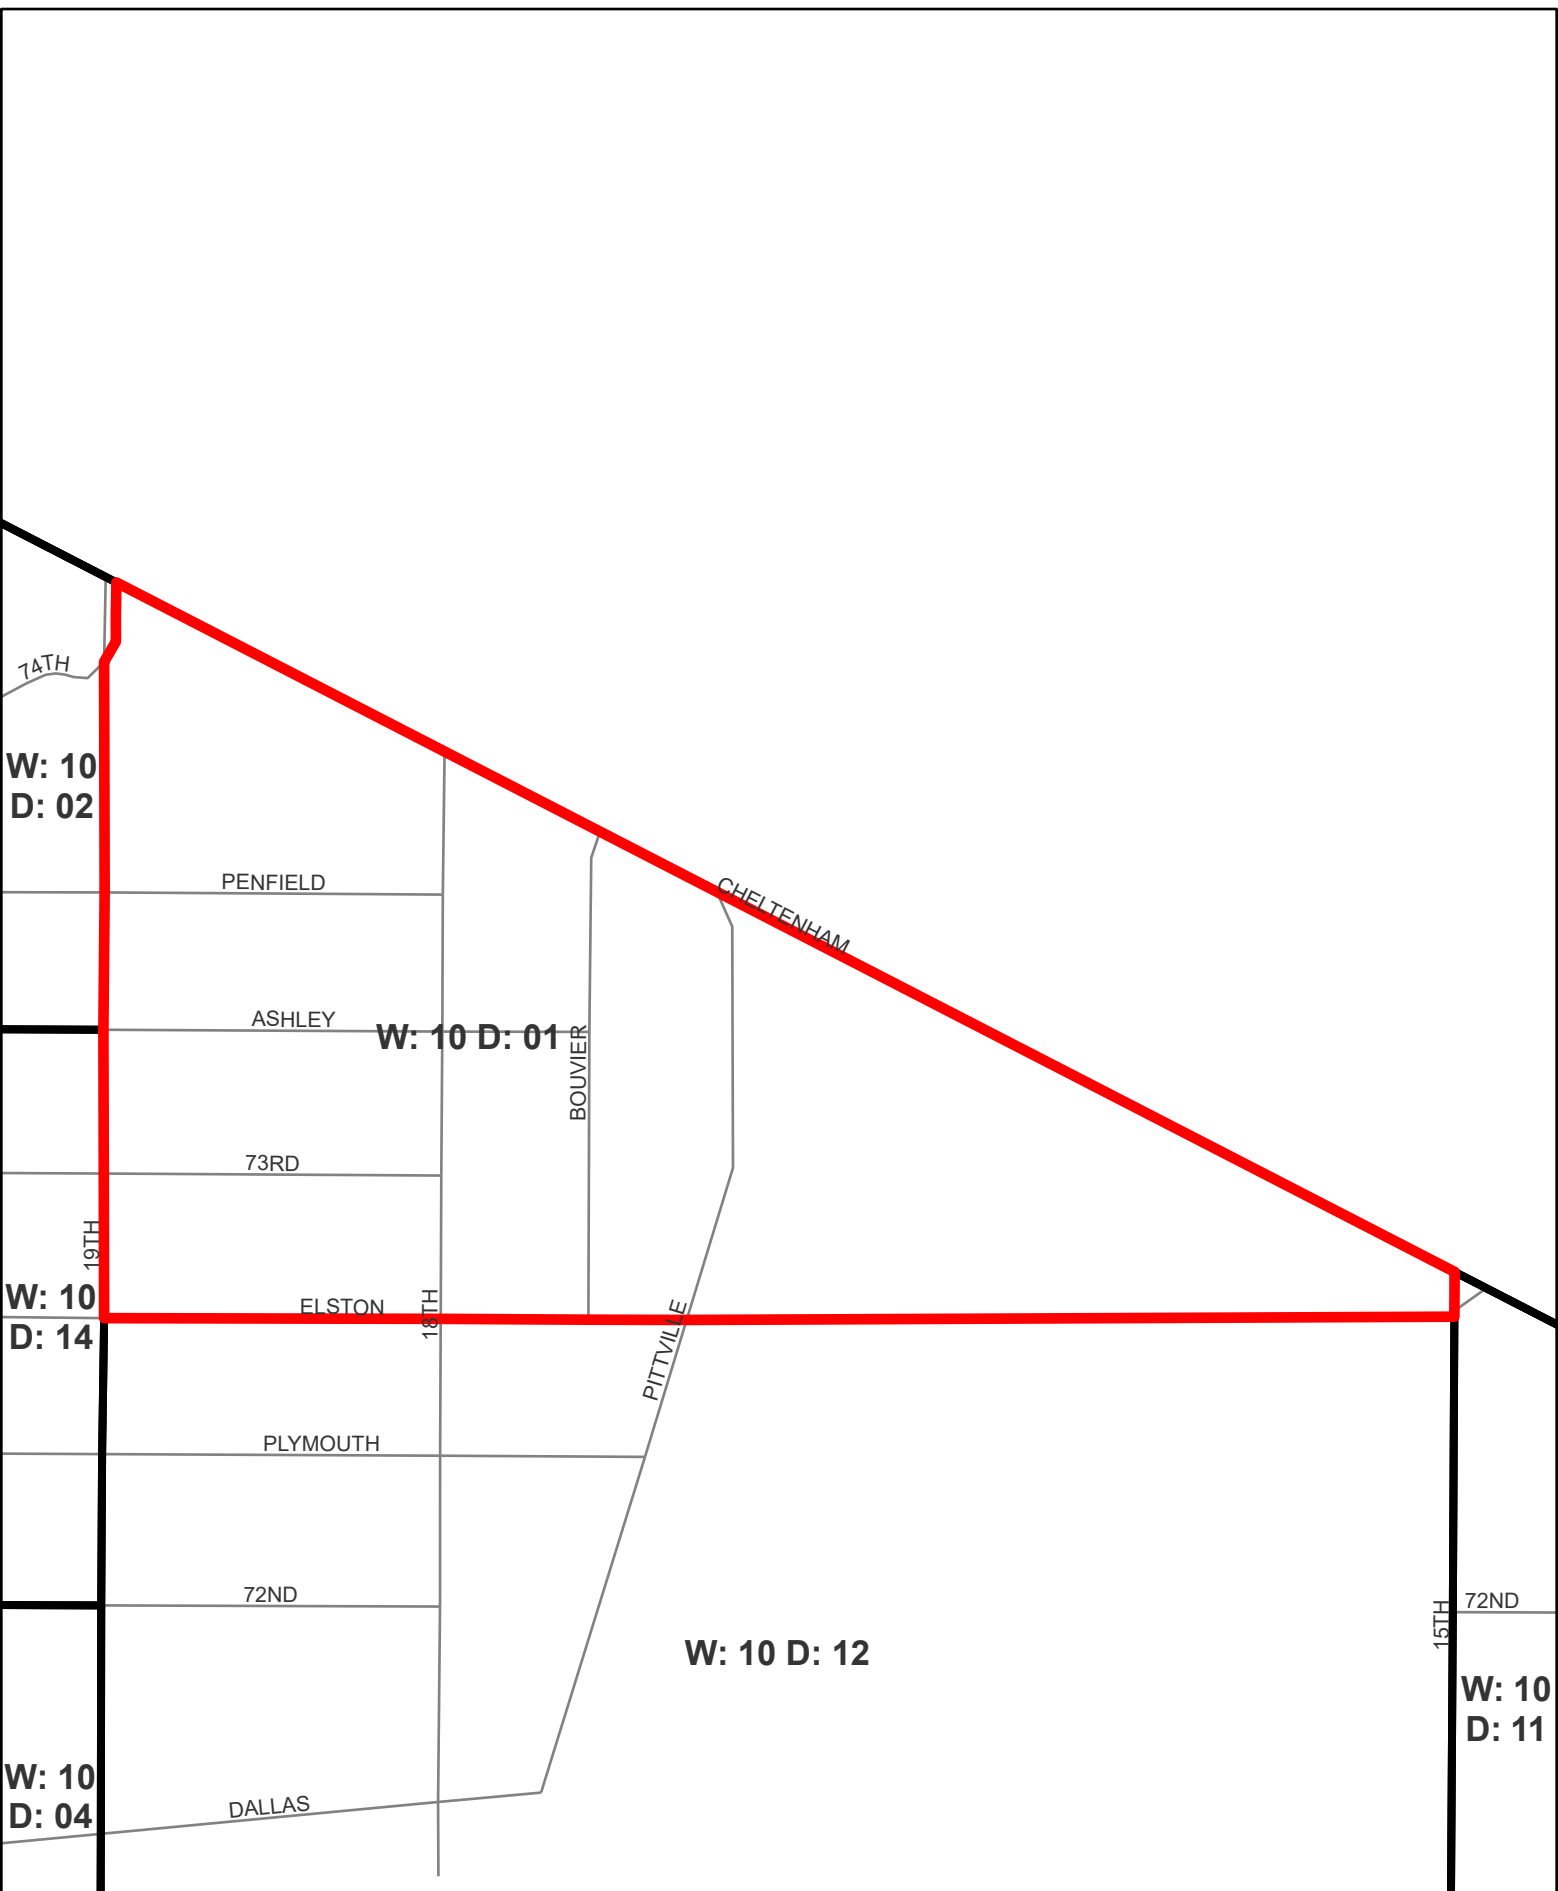 74TH
W: 10
D: 02
PENFIELD
CHELTENHAM
ASHLEY
W: 10 D: 01
BOUVIER
73RD
19TH
W: 10
D: 14
ELSTON
18TH
PITTVILLE
PLYMOUTH
72ND
72ND
15TH
W: 10 D: 12
W: 10
D: 11
W: 10
D: 04
DALLAS